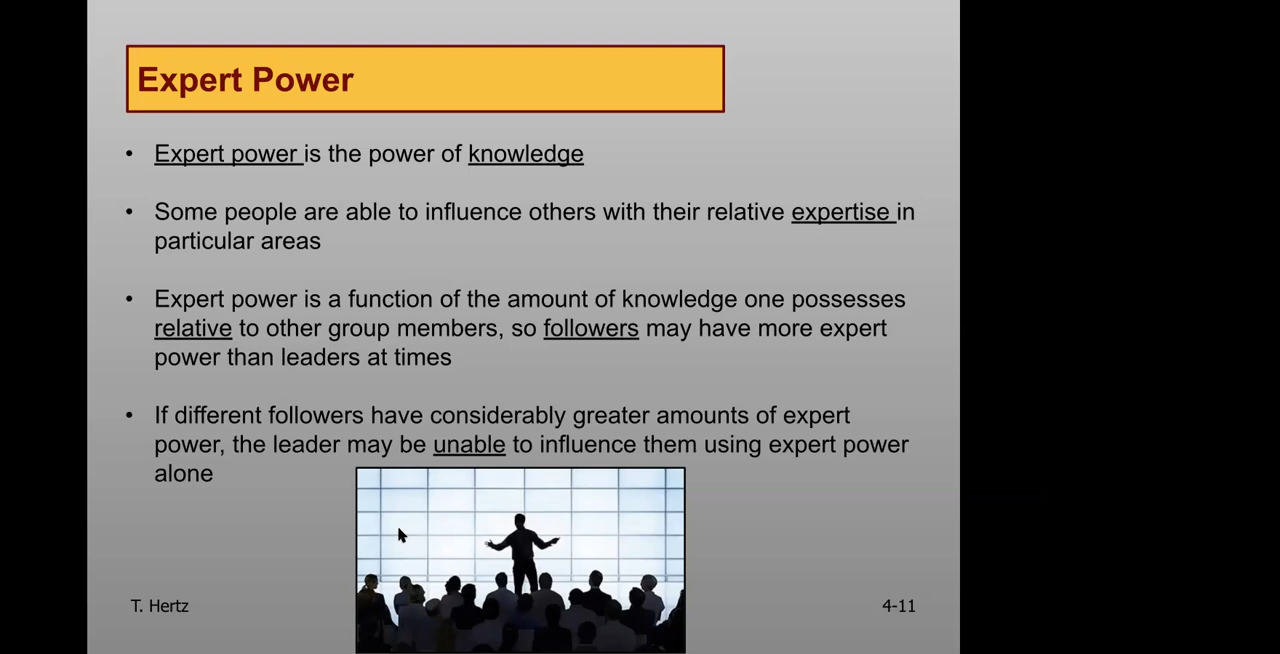 Expert Power
• Expert power is the power of knowledge
• Some people are able to influence others with their relative expertise in
particular areas
• Expert power is a function of the amount of knowledge one possesses
relative to other group members, so followers may have more expert
power than leaders at times
• If different followers have considerably greater amounts of expert
power, the leader may be unable to influence them using expert power
alone
T. Hertz
4-11